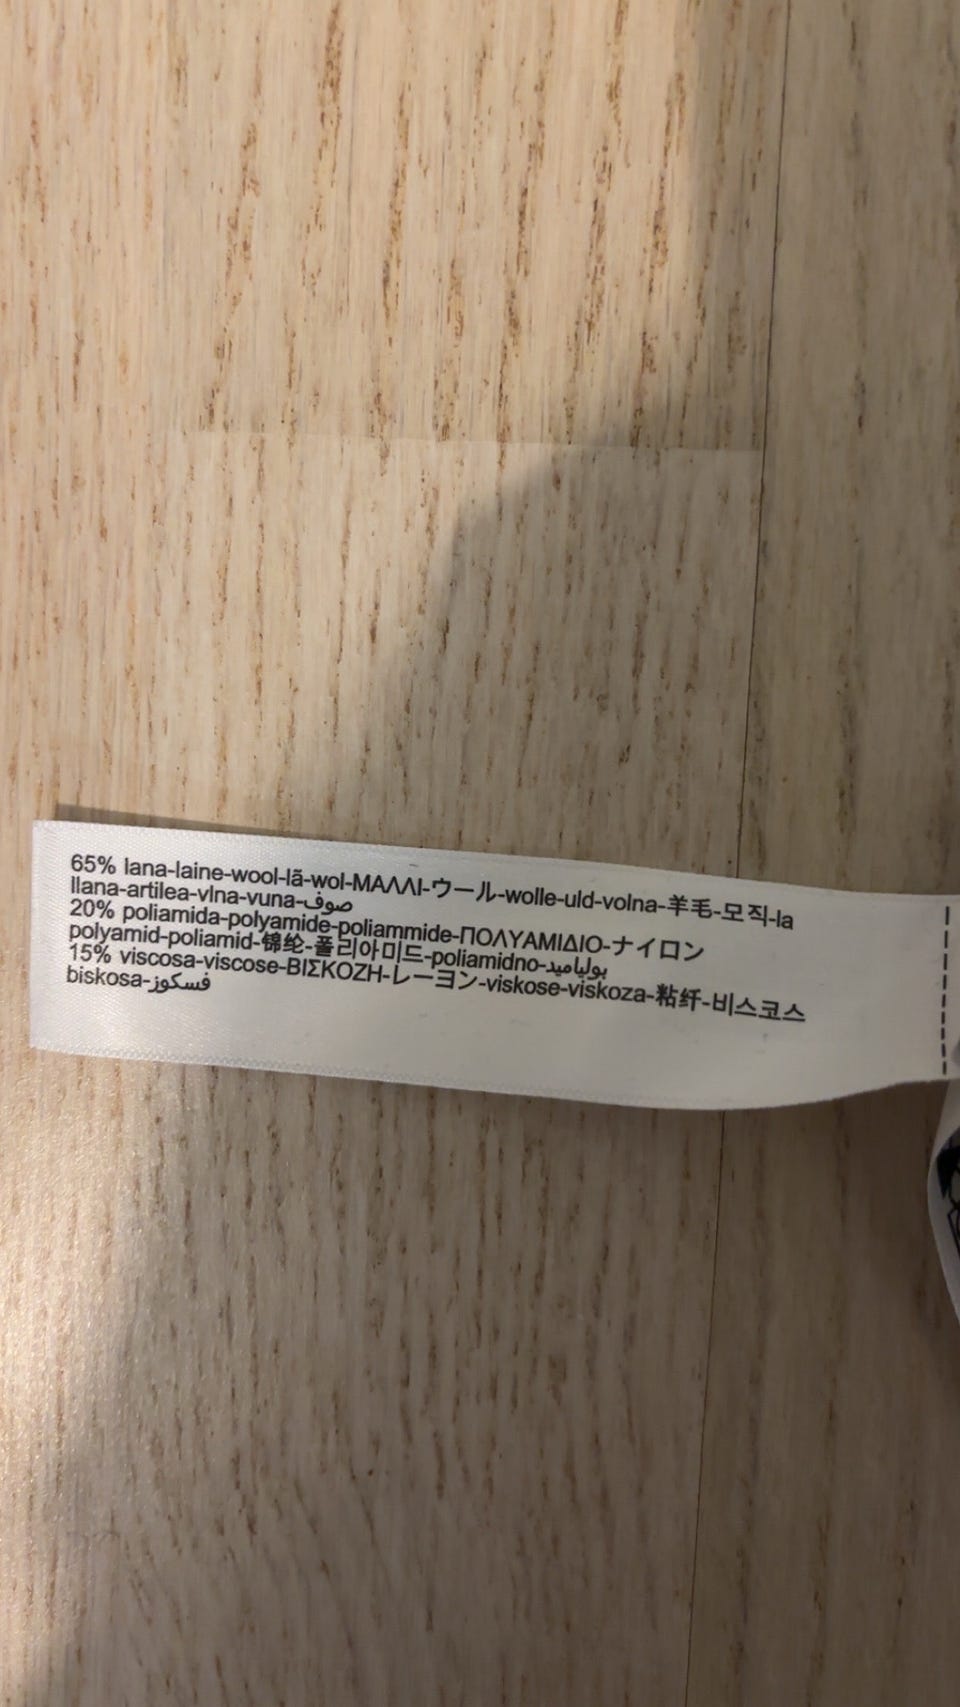 65% lana-laine-wool-lã-wol-ΜΑΛΛΙ-ウール-wolle-uld-volna-羊毛-모직-la
llana-artilea-vlna-vuna-صوف
20% poliamida-polyamide-poliammide-ΠΟΛΥΑΜΙΔΙΟ-ナイロン
polyamid-poliamid-锦纶-폴리아미드-poliamidno-بولياميد
15% viscosa-viscose-ΒΙΣΚΟΖΗ-レーヨン-viskose-viskoza-粘纤-비스코스
biskosa-فسكوز